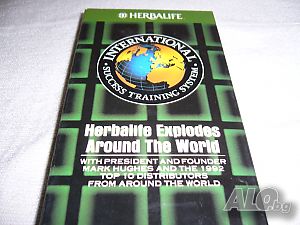 HERBALIFE
INTERNATIONAL
· SUCCESS TRAINING SYSTEM ·
Herbalife Explodes
Around The World
WITH PRESIDENT AND FOUNDER
MARK HUGHES AND THE 1992
TOP 10 DISTRIBUTORS
FROM AROUND THE WORLD
ALO.bg